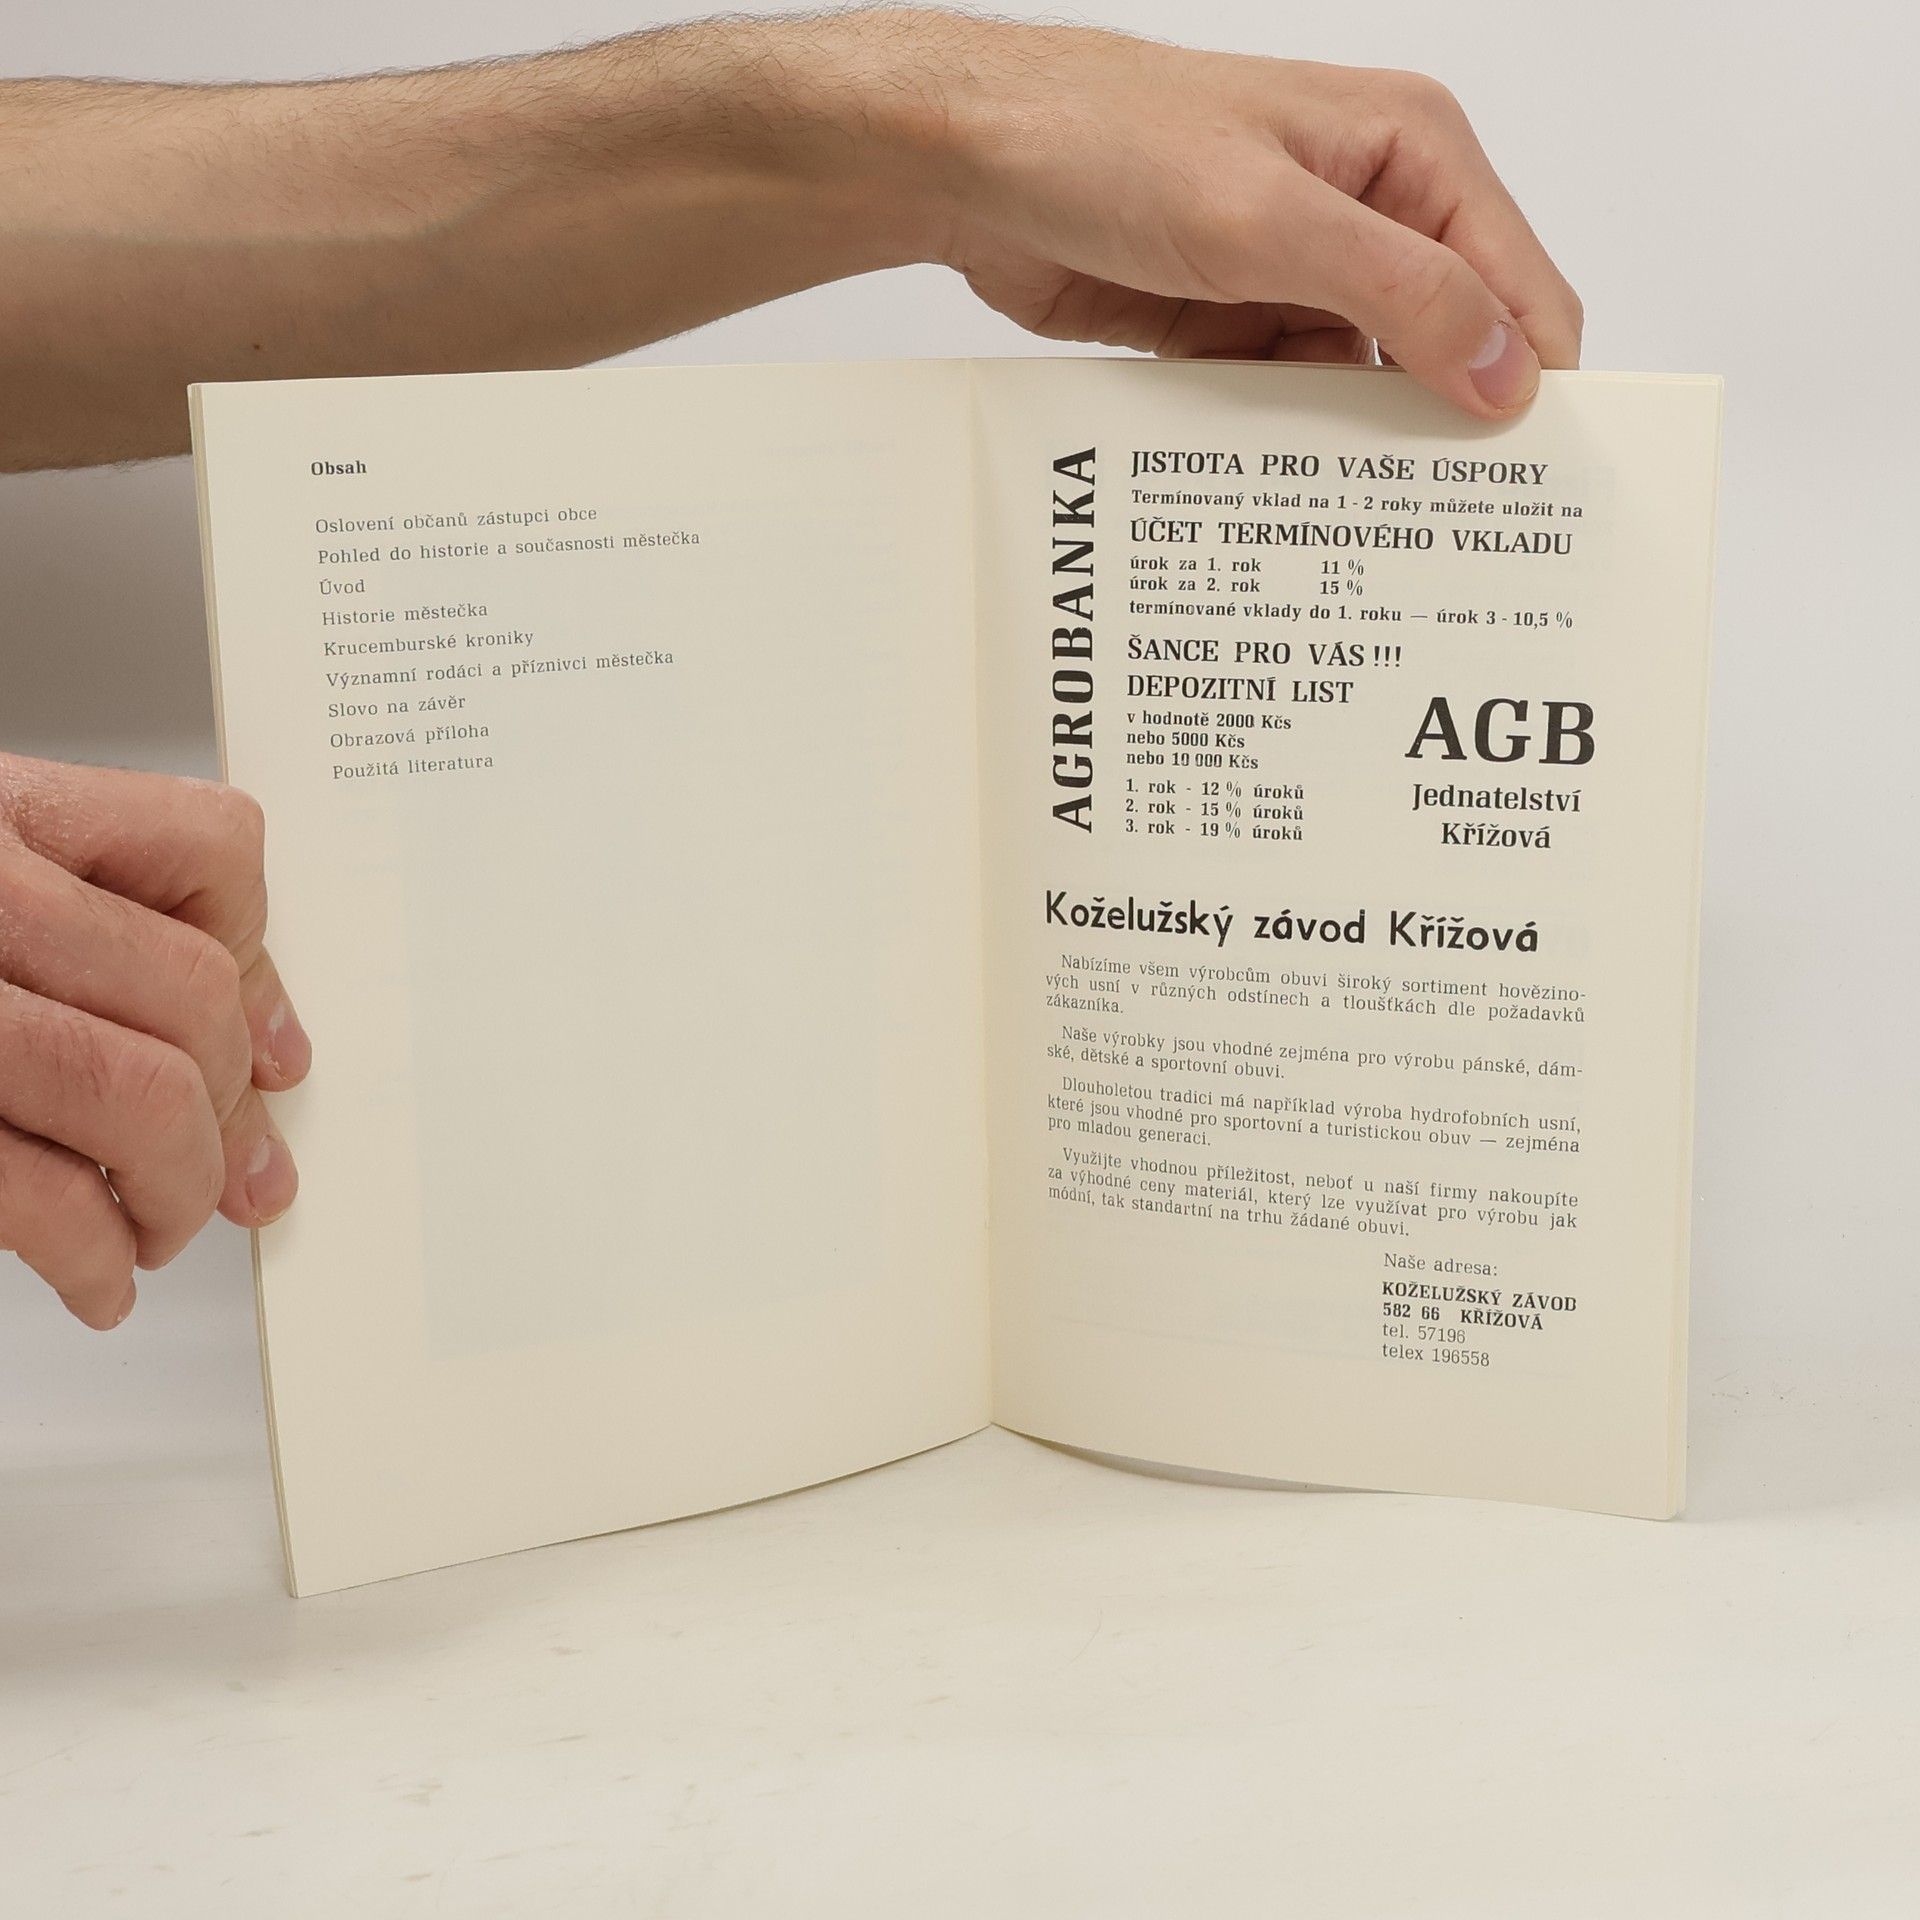 Obsah
Oslovení občanů zástupci obce
Pohled do historie a současnosti městečka
Úvod
Historie městečka
Krucemburské kroniky
Významní rodáci a příznivci městečka
Slovo na závěr
Obrazová příloha
Použitá literatura
AGROBANKA
JISTOTA PRO VAŠE ÚSPORY
Termínovaný vklad na 1 - 2 roky můžete uložit na
ÚČET TERMÍNOVÉHO VKLADU
úrok za 1. rok 11 %
úrok za 2. rok 15 %
termínované vklady do 1. roku — úrok 3 - 10,5 %
ŠANCE PRO VÁS !!!
DEPOZITNÍ LIST
v hodnotě 2000 Kčs
nebo 5000 Kčs
nebo 10 000 Kčs
1. rok - 12 % úroků
2. rok - 15 % úroků
3. rok - 19 % úroků
AGB
Jednatelství
Křížová
Koželužský závod Křížová
Nabízíme všem výrobcům obuvi široký sortiment hovězino-
vých usní v různých odstínech a tloušťkách dle požadavků
zákazníka.
Naše výrobky jsou vhodné zejména pro výrobu pánské, dám-
ské, dětské a sportovní obuvi.
Dlouholetou tradici má například výroba hydrofobních usní,
které jsou vhodné pro sportovní a turistickou obuv — zejména
pro mladou generaci.
Využijte vhodnou příležitost, neboť u naší firmy nakoupíte
za výhodné ceny materiál, který lze využívat pro výrobu jak
módní, tak standartní na trhu žádané obuvi.
Naše adresa:
KOŽELUŽSKÝ ZÁVOD
582 66 KŘÍŽOVÁ
tel. 57196
telex 196558